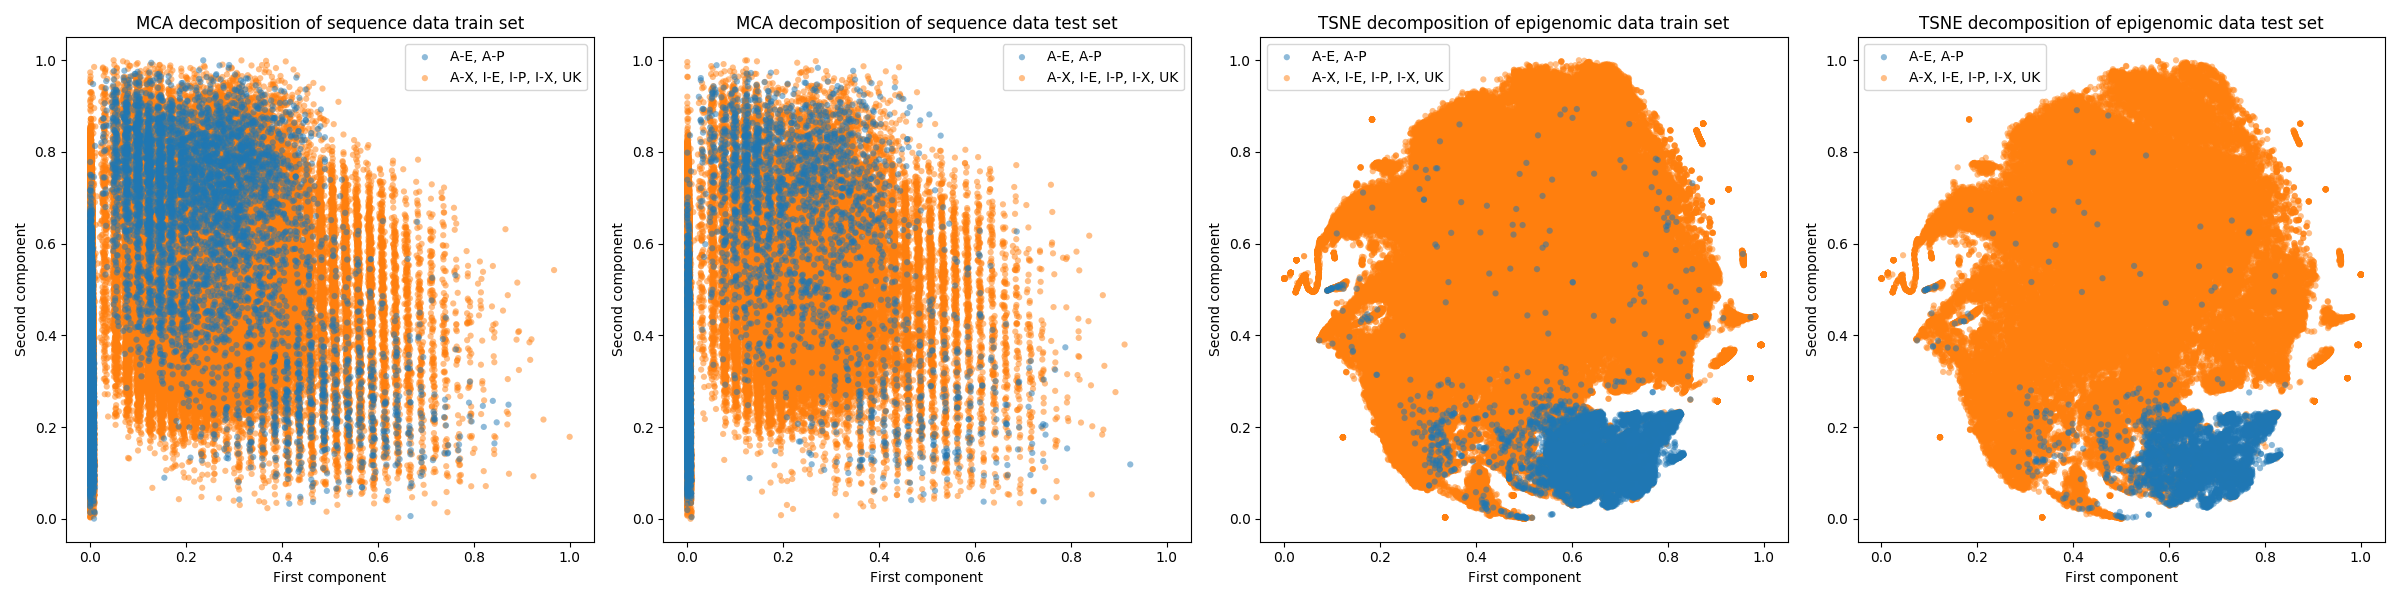 MCA decomposition of sequence data train set
A-E, A-P
A-X, I-E, I-P, I-X, UK
1.0
0.8
0.6
0.4
0.2
0.0
Second component
0.0 0.2 0.4 0.6 0.8 1.0
First component
MCA decomposition of sequence data test set
A-E, A-P
A-X, I-E, I-P, I-X, UK
1.0
0.8
0.6
0.4
0.2
0.0
Second component
0.0 0.2 0.4 0.6 0.8 1.0
First component
TSNE decomposition of epigenomic data train set
A-E, A-P
A-X, I-E, I-P, I-X, UK
1.0
0.8
0.6
0.4
0.2
0.0
Second component
0.0 0.2 0.4 0.6 0.8 1.0
First component
TSNE decomposition of epigenomic data test set
A-E, A-P
A-X, I-E, I-P, I-X, UK
1.0
0.8
0.6
0.4
0.2
0.0
Second component
0.0 0.2 0.4 0.6 0.8 1.0
First component